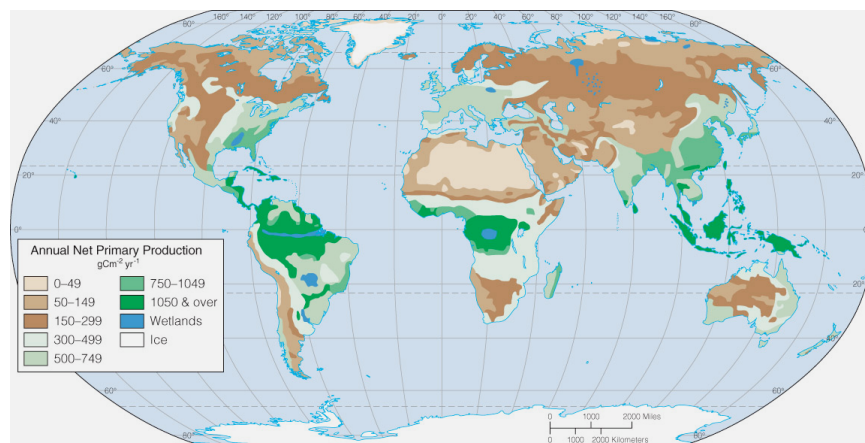 160° 140° 120° 100° 80° 60° 40° 20° 0° 20° 40° 60° 80° 100° 120° 140° 160°
80° 80°
60° 60°
40° 40°
20° 20°
0° 0° 0°
Annual Net Primary Production
gCm⁻² yr⁻¹
0–49
50–149
150–299
300–499
500–749
750–1049
1050 & over
Wetlands
Ice
20°
40° 40°
60° 60°
0 1000 2000 Miles
0 1000 2000 Kilometers